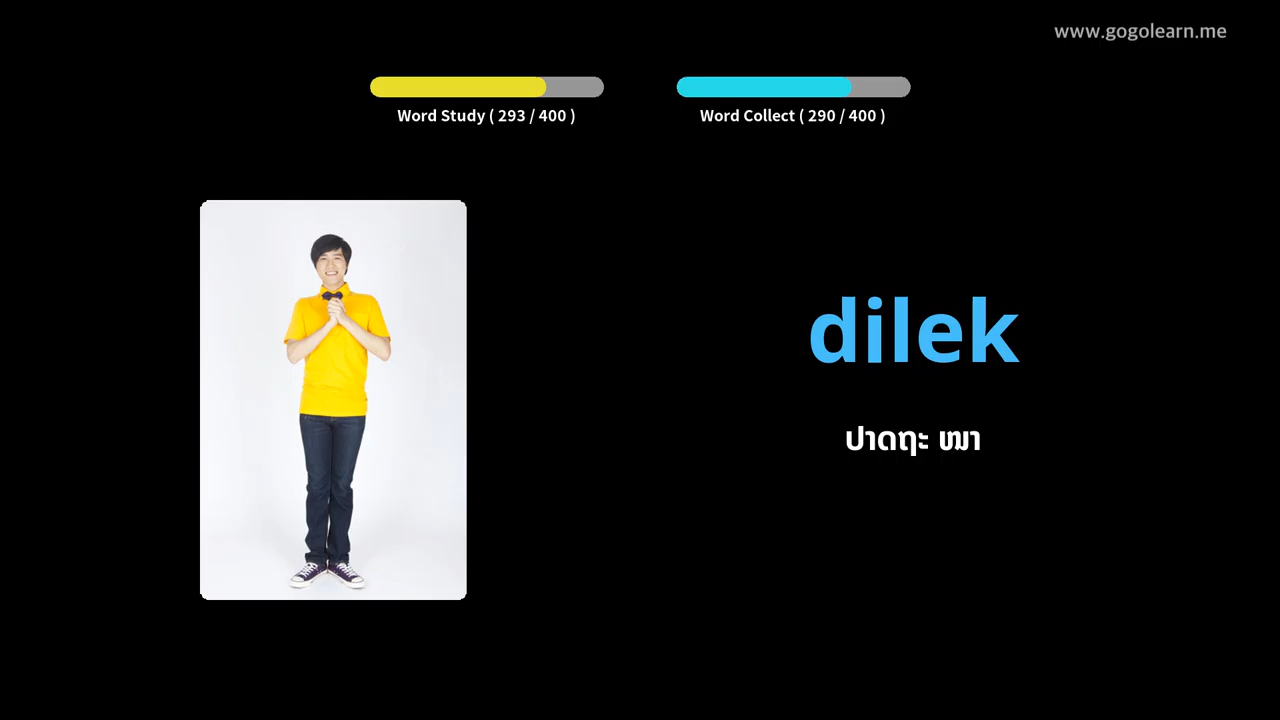 www.gogolearn.me
Word Study ( 293 / 400 )
Word Collect ( 290 / 400 )
dilek
ປາດຖະ ໜາ